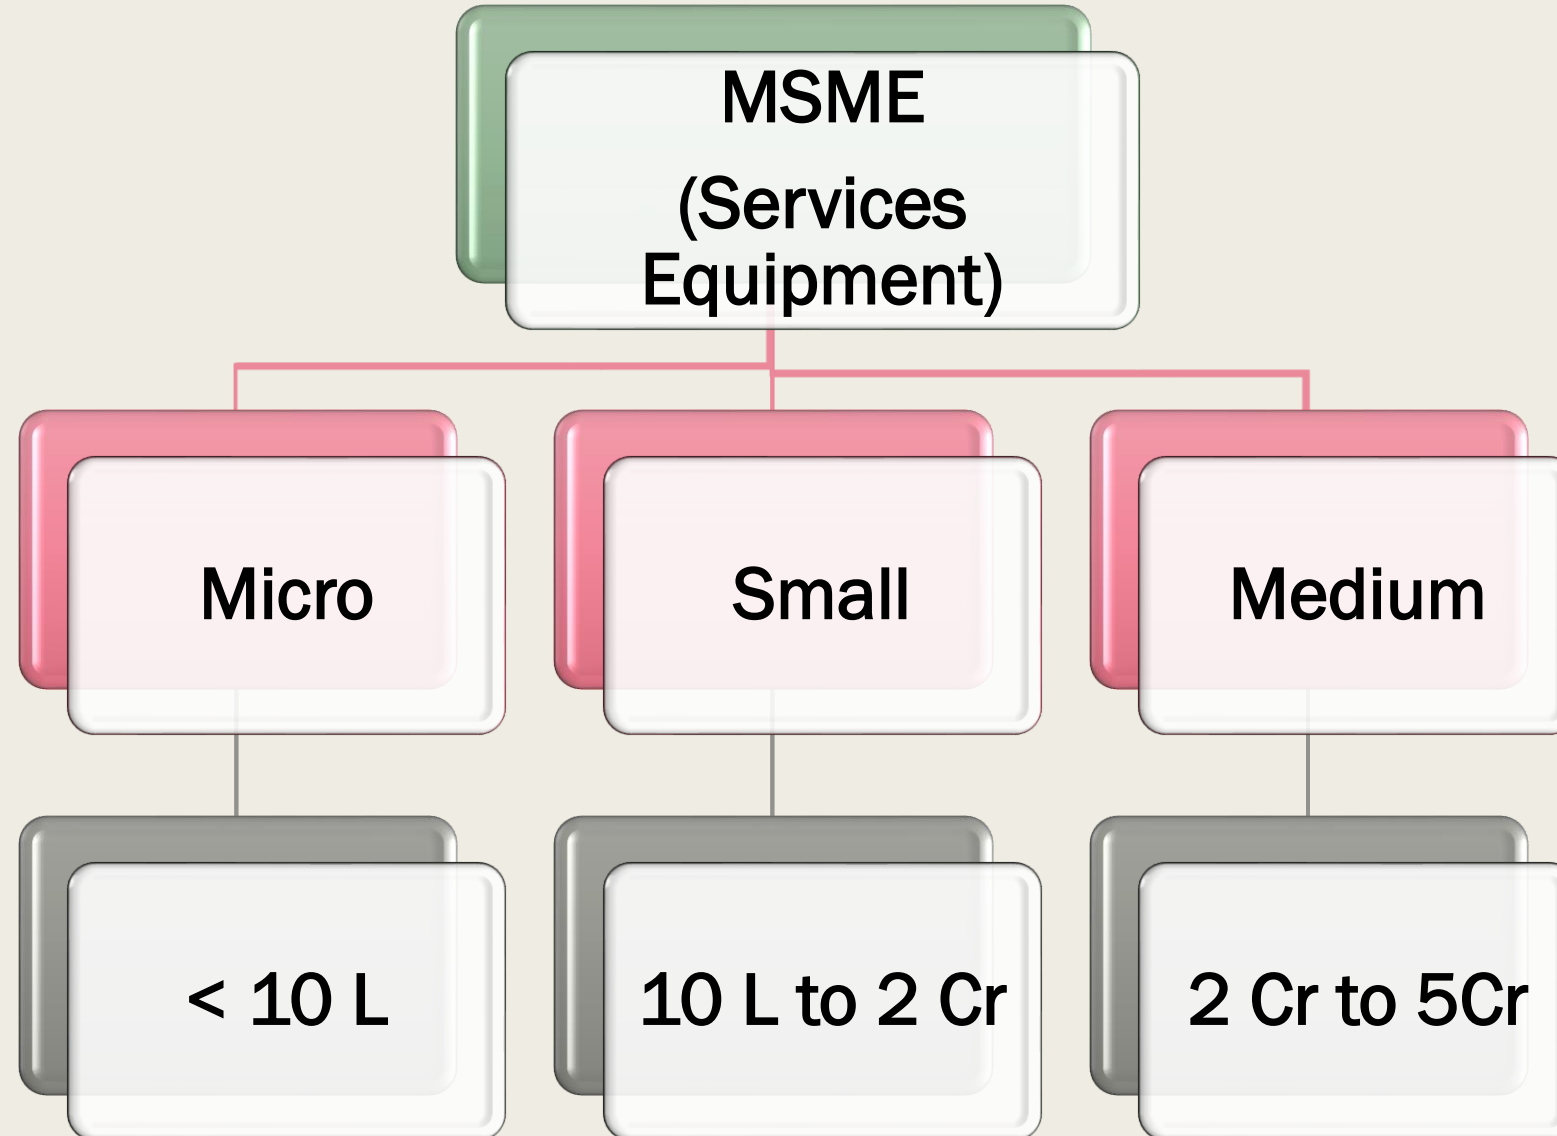 MSME
(Services
Equipment)
Micro
Small
Medium
< 10 L
10 L to 2 Cr
2 Cr to 5Cr